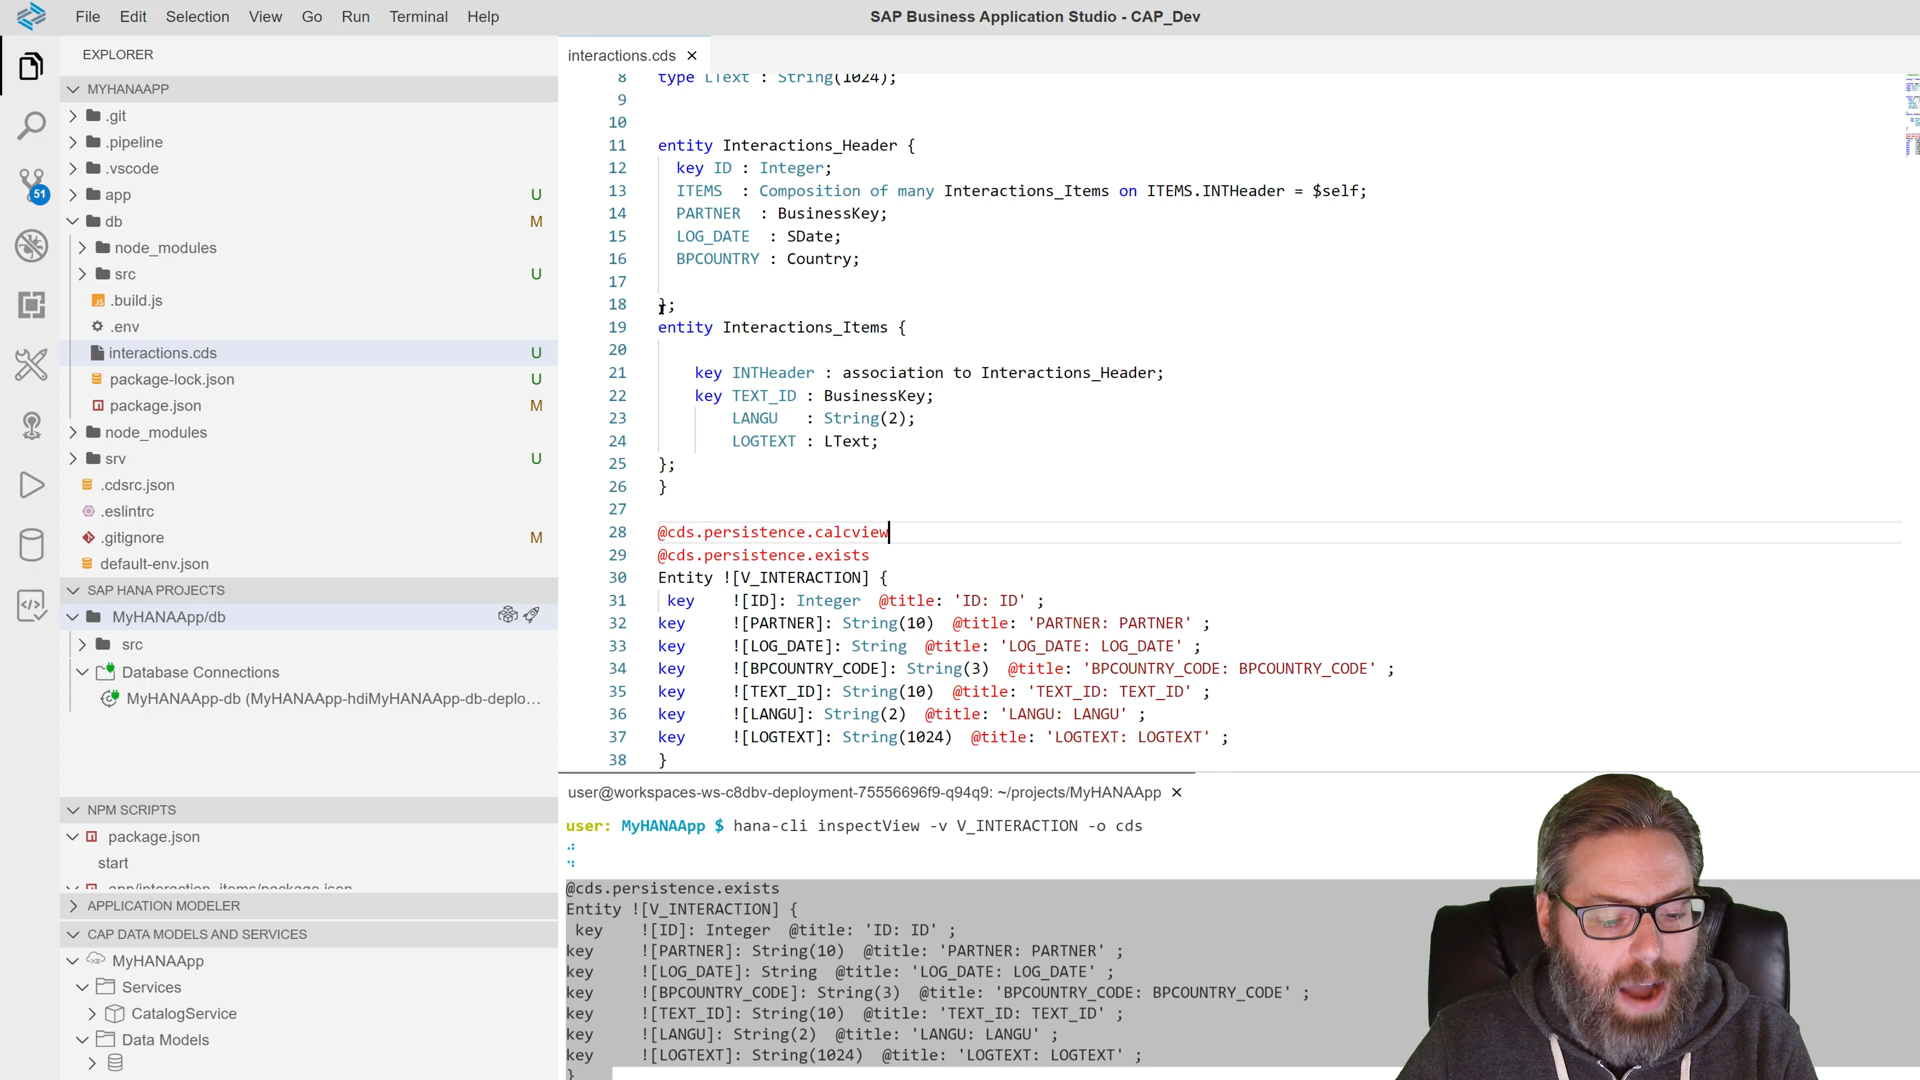 File Edit Selection View Go Run Terminal Help
SAP Business Application Studio - CAP_Dev
EXPLORER
MYHANAAPP
.git
.pipeline
.vscode
app U
db M
node_modules
src U
.build.js
.env
interactions.cds U
package-lock.json U
package.json M
node_modules
srv U
.cdsrc.json
.eslintrc
.gitignore M
default-env.json
51
SAP HANA PROJECTS
MyHANAApp/db
src
Database Connections
MyHANAApp-db (MyHANAApp-hdiMyHANAApp-db-deplo...
NPM SCRIPTS
package.json
start
app/interaction_items/package.json
APPLICATION MODELER
CAP DATA MODELS AND SERVICES
MyHANAApp
Services
CatalogService
Data Models
interactions.cds
8 type LText : String(1024);
9
10
11 entity Interactions_Header {
12 key ID : Integer;
13 ITEMS : Composition of many Interactions_Items on ITEMS.INTHeader = $self;
14 PARTNER : BusinessKey;
15 LOG_DATE : SDate;
16 BPCOUNTRY : Country;
17
18 };
19 entity Interactions_Items {
20
21 key INTHeader : association to Interactions_Header;
22 key TEXT_ID : BusinessKey;
23 LANGU : String(2);
24 LOGTEXT : LText;
25 };
26 }
27
28 @cds.persistence.calcview
29 @cds.persistence.exists
30 Entity ![V_INTERACTION] {
31 key ![ID]: Integer @title: 'ID: ID' ;
32 key ![PARTNER]: String(10) @title: 'PARTNER: PARTNER' ;
33 key ![LOG_DATE]: String @title: 'LOG_DATE: LOG_DATE' ;
34 key ![BPCOUNTRY_CODE]: String(3) @title: 'BPCOUNTRY_CODE: BPCOUNTRY_CODE' ;
35 key ![TEXT_ID]: String(10) @title: 'TEXT_ID: TEXT_ID' ;
36 key ![LANGU]: String(2) @title: 'LANGU: LANGU' ;
37 key ![LOGTEXT]: String(1024) @title: 'LOGTEXT: LOGTEXT' ;
38 }
user@workspaces-ws-c8dbv-deployment-75556696f9-q94q9: ~/projects/MyHANAApp
user: MyHANAApp $ hana-cli inspectView -v V_INTERACTION -o cds
@cds.persistence.exists
Entity ![V_INTERACTION] {
key ![ID]: Integer @title: 'ID: ID' ;
key ![PARTNER]: String(10) @title: 'PARTNER: PARTNER' ;
key ![LOG_DATE]: String @title: 'LOG_DATE: LOG_DATE' ;
key ![BPCOUNTRY_CODE]: String(3) @title: 'BPCOUNTRY_CODE: BPCOUNTRY_CODE' ;
key ![TEXT_ID]: String(10) @title: 'TEXT_ID: TEXT_ID' ;
key ![LANGU]: String(2) @title: 'LANGU: LANGU' ;
key ![LOGTEXT]: String(1024) @title: 'LOGTEXT: LOGTEXT' ;
}